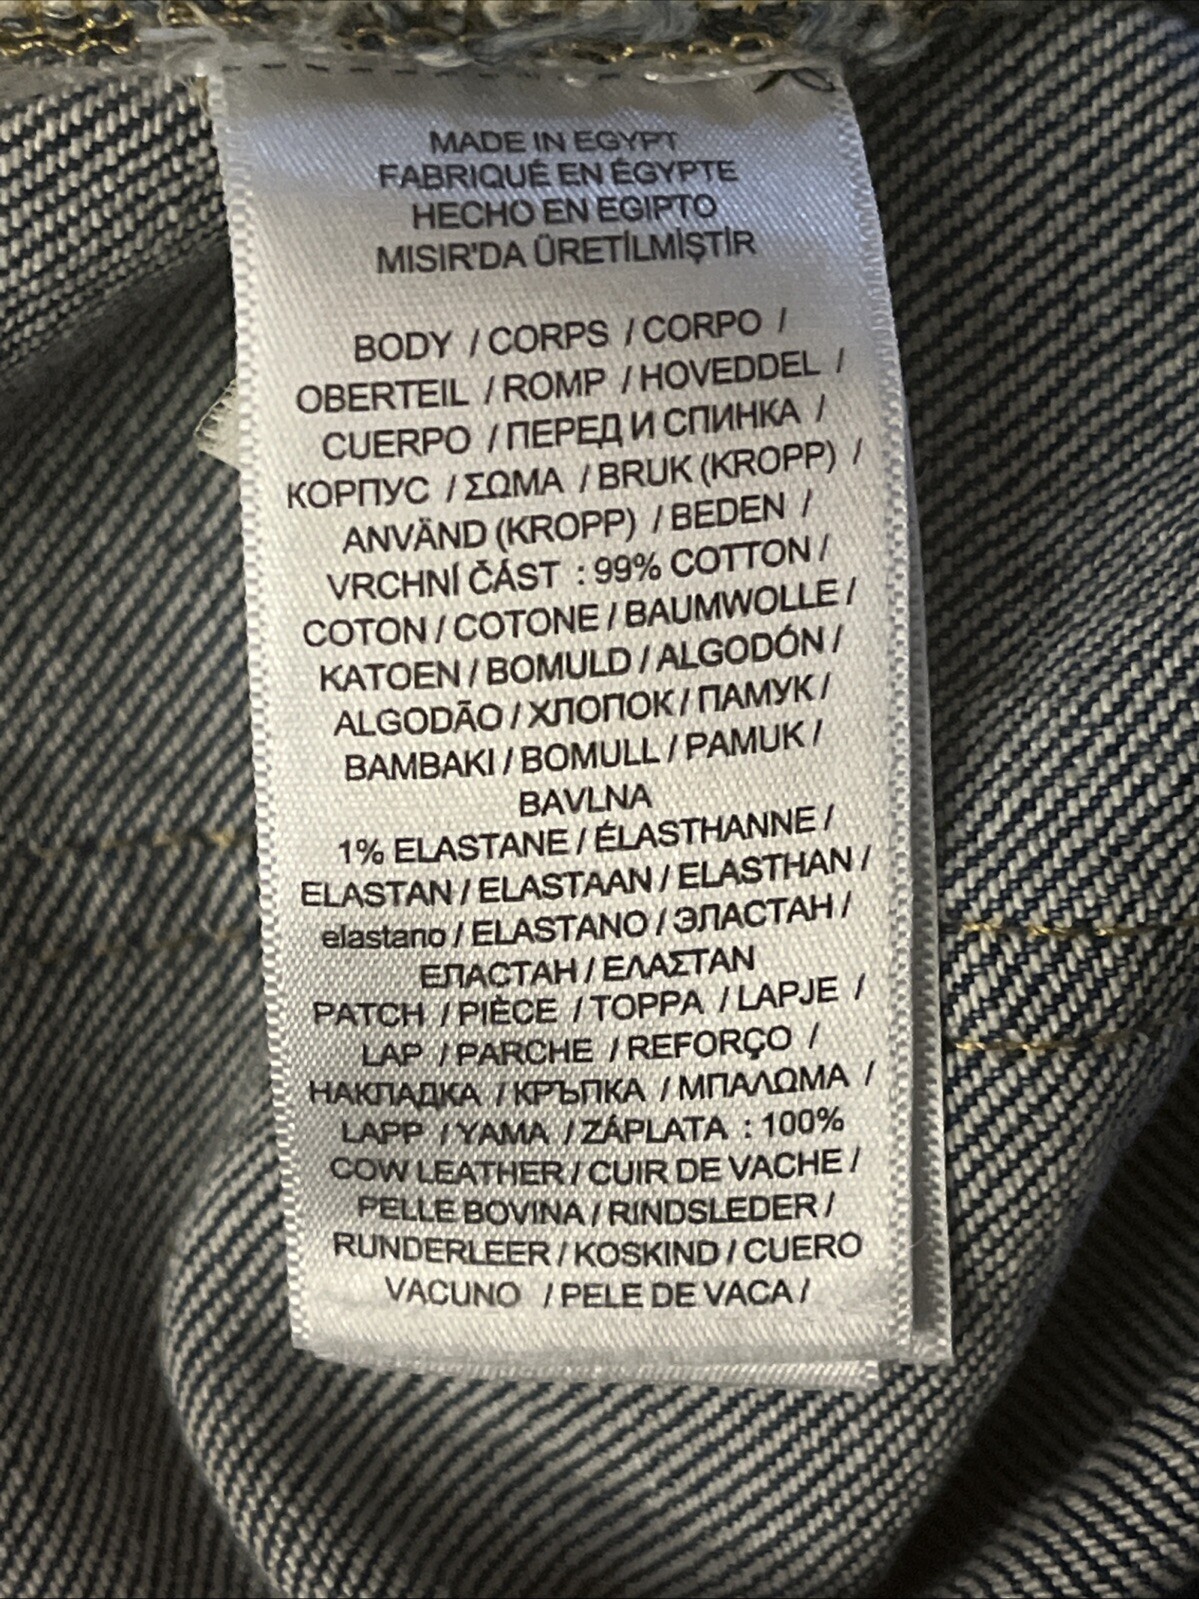 MADE IN EGYPT
FABRIQUÉ EN ÉGYPTE
HECHO EN EGIPTO
MISIR'DA ÜRETİLMİŞTİR
BODY / CORPS / CORPO /
OBERTEIL / ROMP / HOVEDDEL /
CUERPO / ПЕРЕД И СПИНКА /
КОРПУС / ΣΩΜΑ / BRUK (KROPP) /
ANVÄND (KROPP) / BEDEN /
VRCHNÍ ČÁST : 99% COTTON /
COTON / COTONE / BAUMWOLLE /
KATOEN / BOMULD / ALGODÓN /
ALGODÃO / ХЛОПОК / ПАМУК /
BAMBAKI / BOMULL / PAMUK /
BAVLNA
1% ELASTANE / ÉLASTHANNE /
ELASTAN / ELASTAAN / ELASTHAN /
elastano / ELASTANO / ЭЛАСТАН /
ЕЛАСТАН / ΕΛΑΣΤΑΝ
PATCH / PIÈCE / TOPPA / LAPJE /
LAP / PARCHE / REFORÇO /
НАКЛАДКА / КРЪПКА / ΜΠΑΛΩΜΑ /
LAPP / YAMA / ZÁPLATA : 100%
COW LEATHER / CUIR DE VACHE /
PELLE BOVINA / RINDSLEDER /
RUNDERLEER / KOSKIND / CUERO
VACUNO / PELE DE VACA /